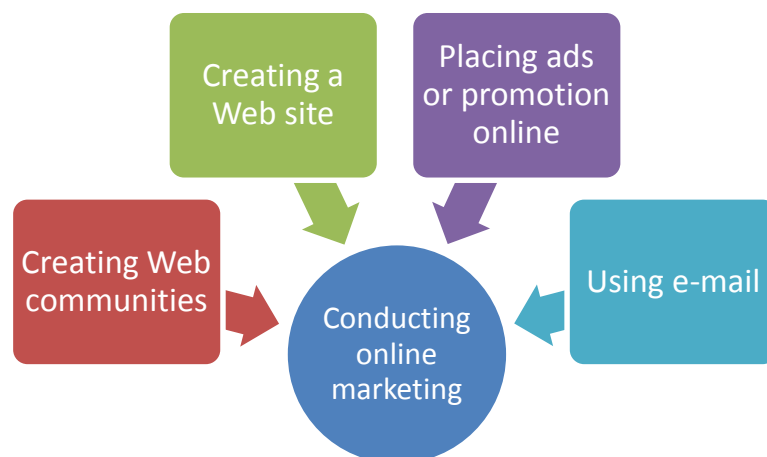 Creating a
Web site
Placing ads
or promotion
online
Creating Web
communities
Using e-mail
Conducting
online
marketing